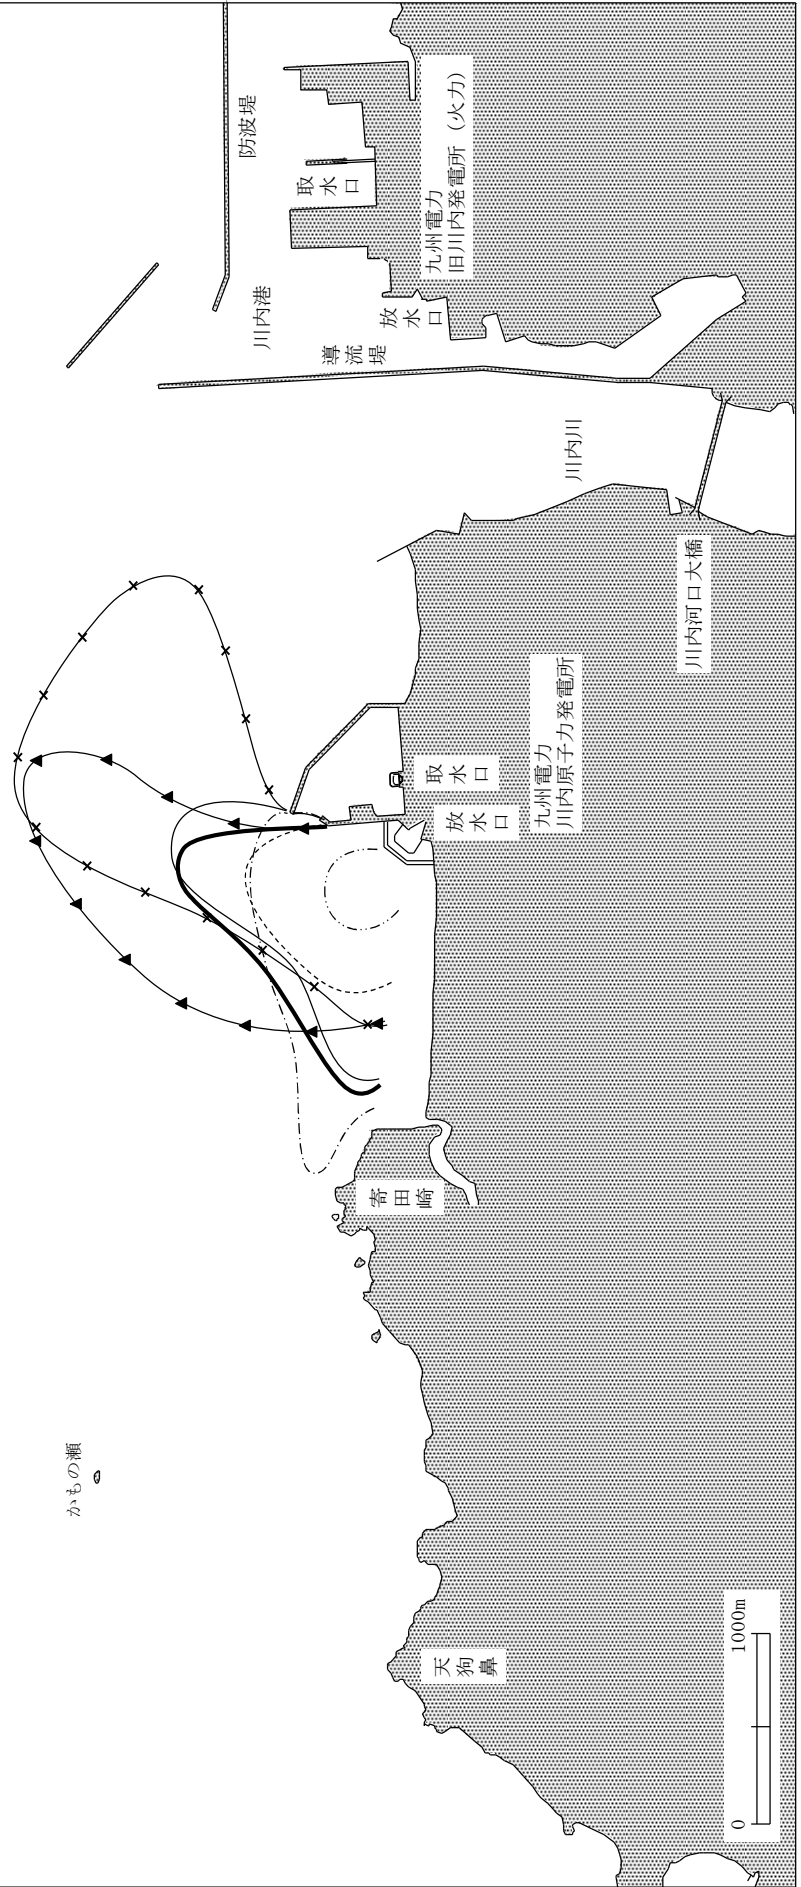 かもの瀬
防波堤
川内港
取水口
放水口
導流堤
九州電力
旧川内発電所（火力）
川内川
川内河口大橋
取水口
放水口
九州電力
川内原子力発電所
寄田崎
天狗鼻
0
1000m